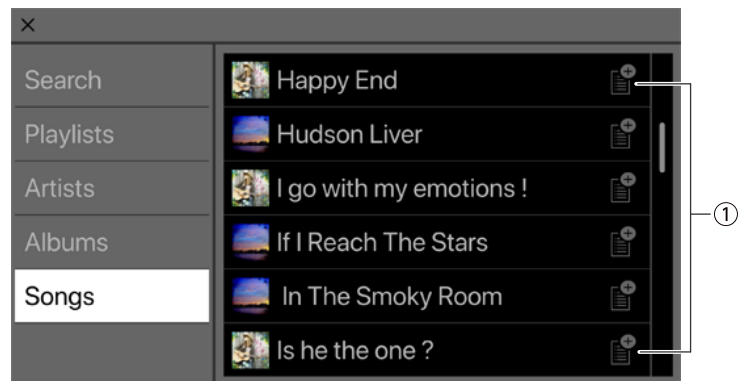 ×
Search
Playlists
Artists
Albums
Songs
Happy End
Hudson Liver
I go with my emotions !
If I Reach The Stars
In The Smoky Room
Is he the one ?
①